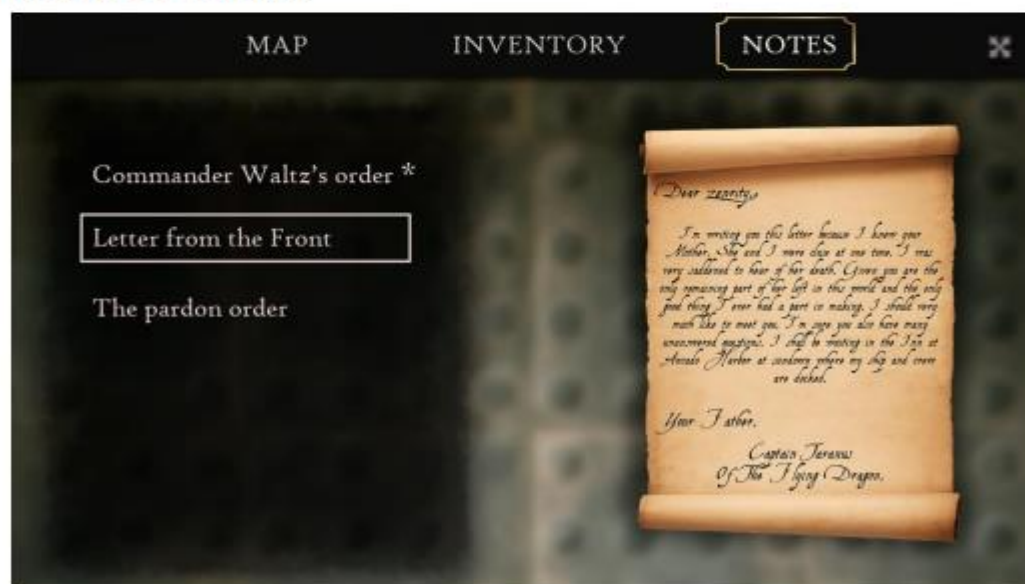 MAP
INVENTORY
NOTES
Commander Waltz's order *
Letter from the Front
The pardon order
Dear zennity,
I'm writing you this letter because I knew your
Mother. She and I were close at one time. I was
very saddened to hear of her death. Given you are the
only remaining part of her left in this world and the only
good thing I ever had a part in making. I should very
much like to meet you. I'm sure you also have many
unanswered questions. I shall be waiting in the Inn at
Harbor at sundown where my ship and crew
are docked.
Your Father,
Captain
Of The Flying Dragon.